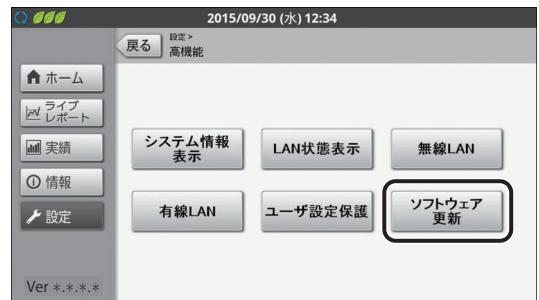 2015/09/30 (水) 12:34
戻る
設定 >
高機能
ホーム
ライブ
レポート
実績
情報
設定
システム情報
表示
LAN状態表示
無線LAN
有線LAN
ユーザ設定保護
ソフトウェア
更新
Ver *.*.*.*